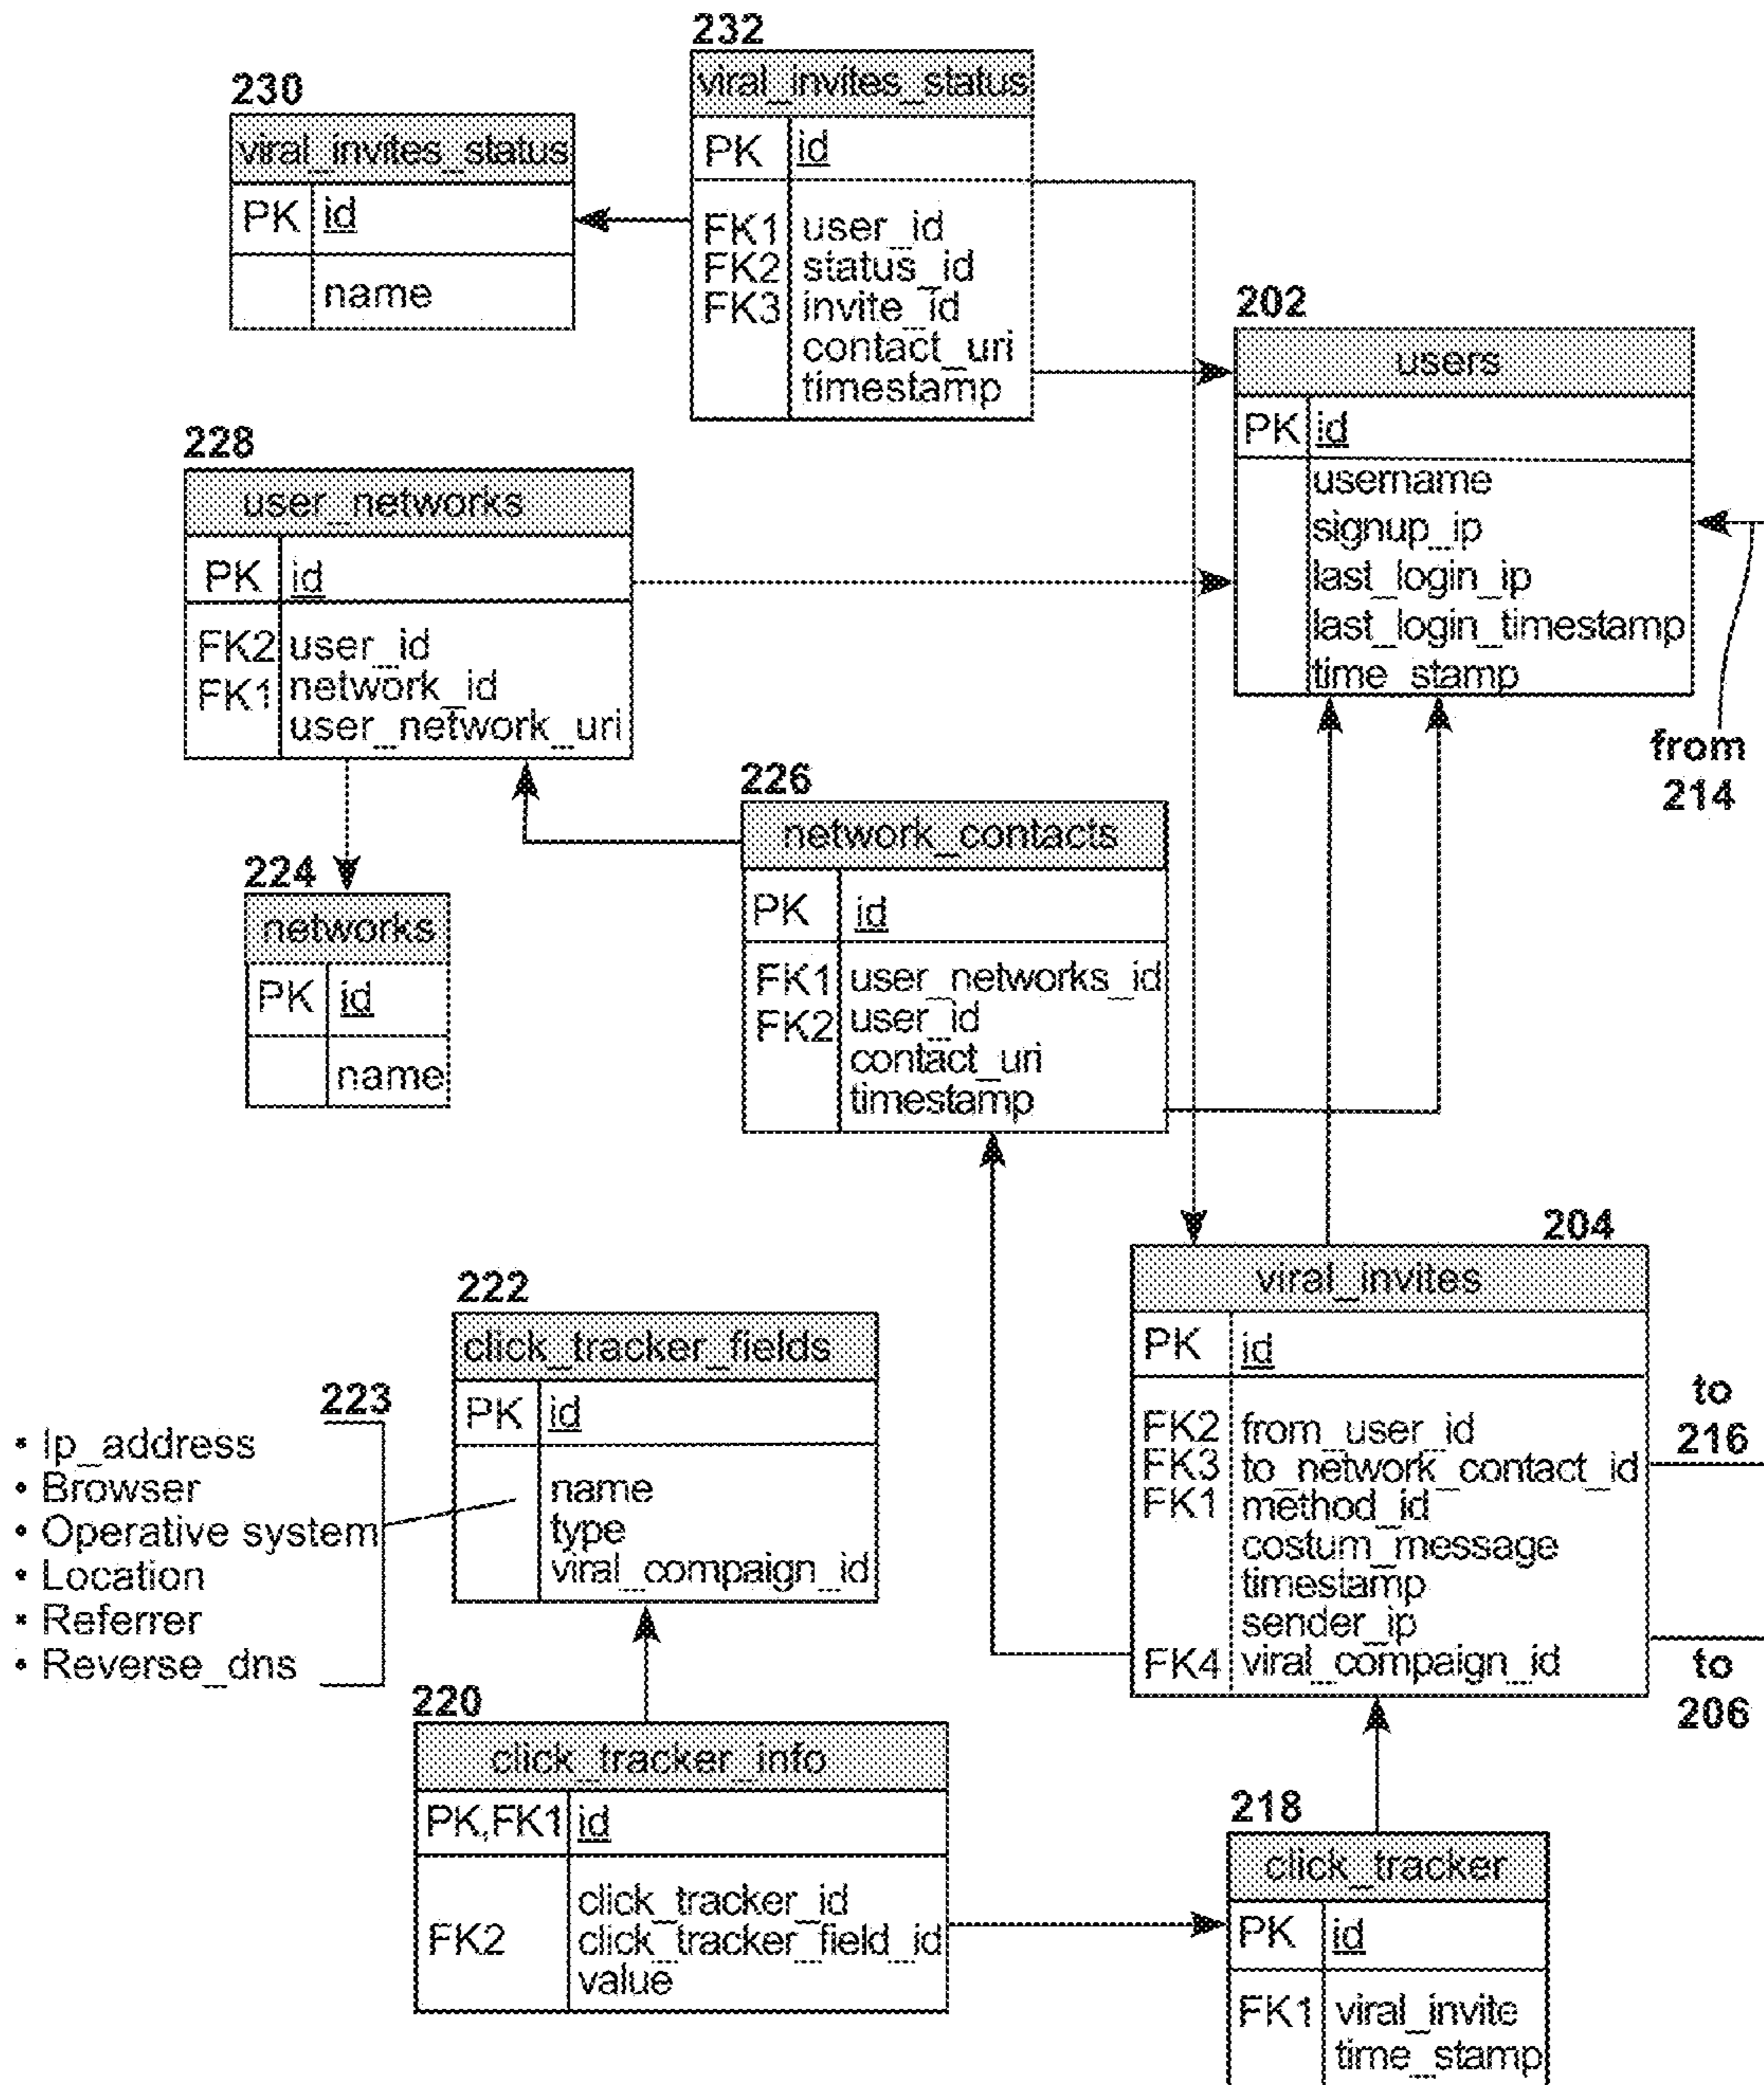 232
viral_invites_status
PK id
FK1 user_id
FK2 status_id
FK3 invite_id
contact_uri
timestamp
230
viral_invites_status
PK id
name
202
users
PK id
username
signup_ip
last_login_ip
last_login_timestamp
time_stamp
from
214
228
user_networks
PK id
FK2 user_id
FK1 network_id
user_network_uri
226
network_contacts
PK id
FK1 user_networks_id
FK2 user_id
contact_uri
timestamp
224
networks
PK id
name
204
viral_invites
PK id
FK2 from_user_id
FK3 to_network_contact_id
FK1 method_id
costum_message
timestamp
sender_ip
FK4 viral_compaign_id
to
216
to
206
222
click_tracker_fields
PK id
name
type
viral_compaign_id
223
• Ip_address
• Browser
• Operative system
• Location
• Referrer
• Reverse_dns
220
click_tracker_info
PK,FK1 id
click_tracker_id
FK2 click_tracker_field_id
value
218
click_tracker
PK id
FK1 viral_invite
time_stamp